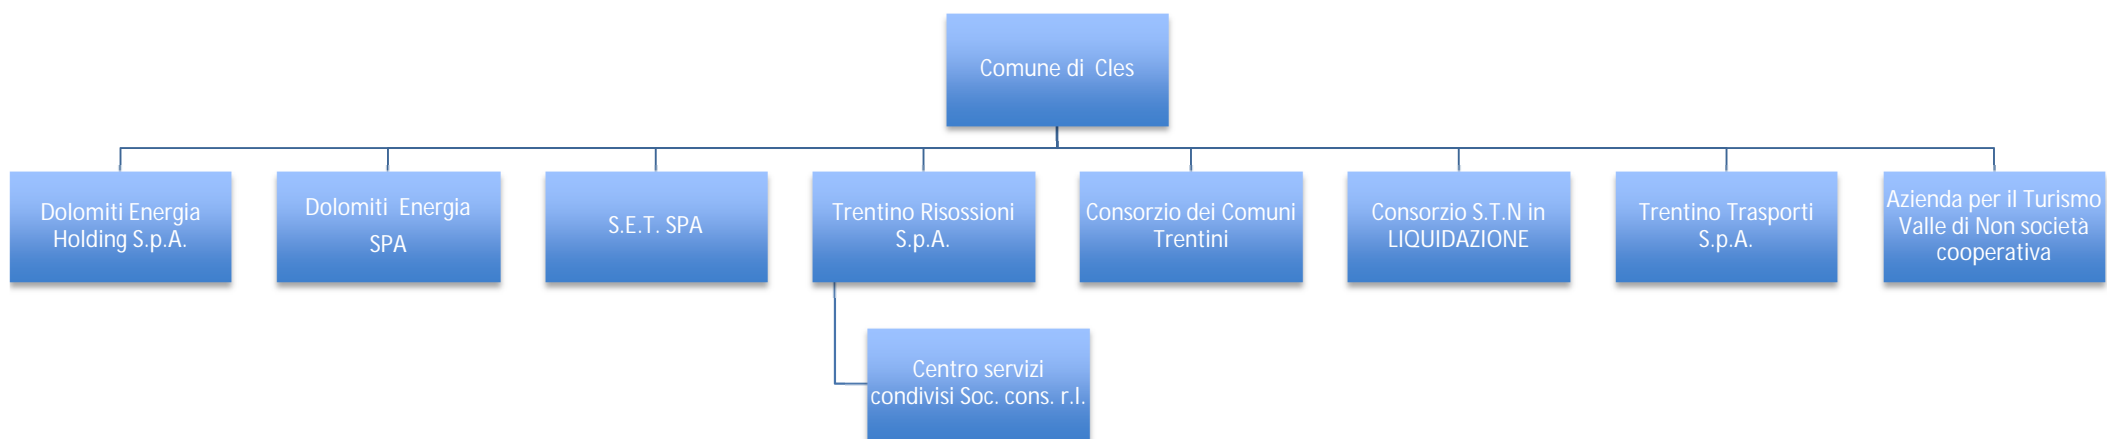 Comune di Cles
Dolomiti Energia
Holding S.p.A.
Dolomiti Energia
SPA
S.E.T. SPA
Trentino Risossioni
S.p.A.
Consorzio dei Comuni
Trentini
Consorzio S.T.N in
LIQUIDAZIONE
Trentino Trasporti
S.p.A.
Azienda per il Turismo
Valle di Non società
cooperativa
Centro servizi
condivisi Soc. cons. r.l.